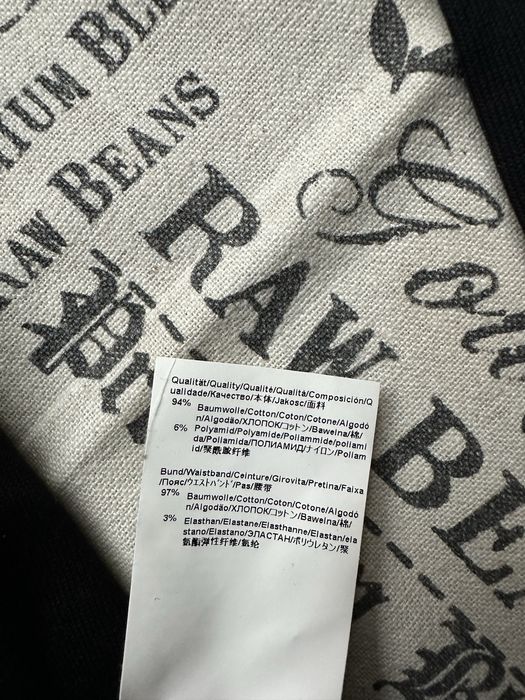 MIUM BLE
RAW BEANS
RAW
BE
Gou
Qualität/Quality/Qualité/Qualità/Composición/Q
ualidade/Качество/本体/Jakosc/面料
94% Baumwolle/Cotton/Coton/Cotone/Algodó
n/Algodão/ХЛОПОК/コットン/Bawelna/棉/
6% Polyamid/Polyamide/Poliammide/poliami
da/Poliamida/ПОЛИАМИД/ナイロン/Poliam
id/聚酰胺纤维
Bund/Waistband/Ceinture/Girovita/Pretina/Faixa
/Пояс/ウエストバンド/Pas/腰带
97% Baumwolle/Cotton/Coton/Cotone/Algodó
n/Algodão/ХЛОПОК/コットン/Bawelna/棉/
3% Elasthan/Elastane/Elasthanne/Elastan/ela
stano/Elastano/ЭЛАСТАН/ポリウレタン/聚
氨酯弹性纤维/氨纶